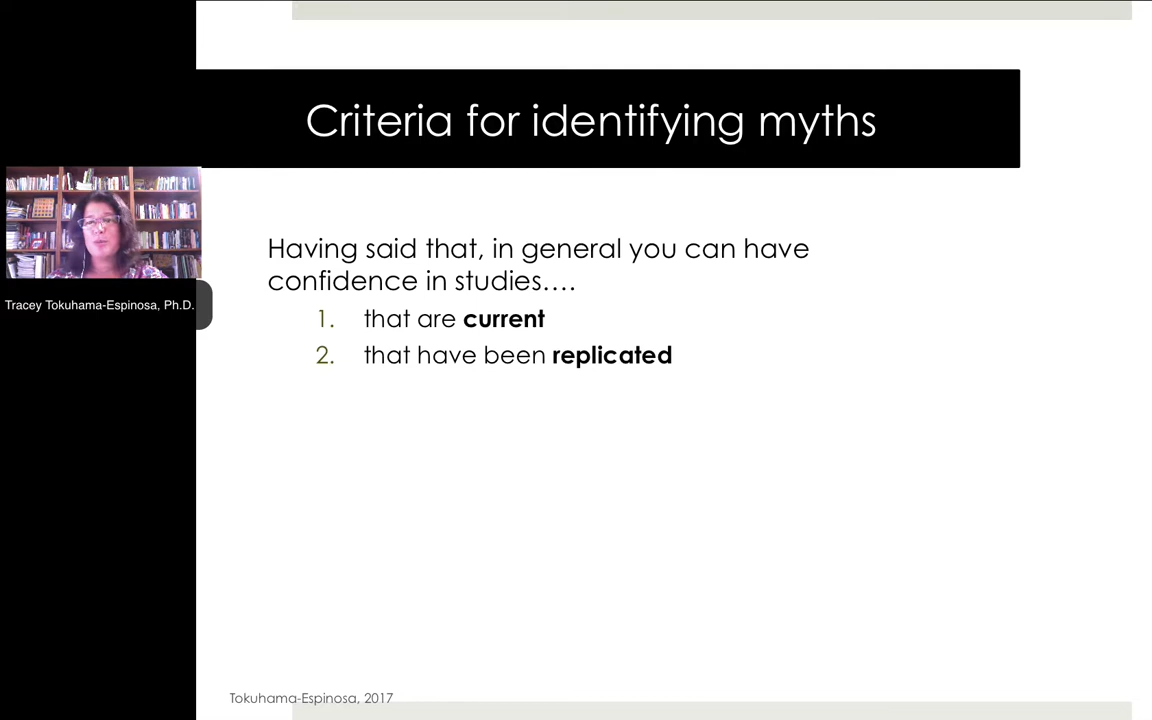 Criteria for identifying myths
Tracey Tokuhama-Espinosa, Ph.D.
Having said that, in general you can have
confidence in studies….
1. that are current
2. that have been replicated
Tokuhama-Espinosa, 2017